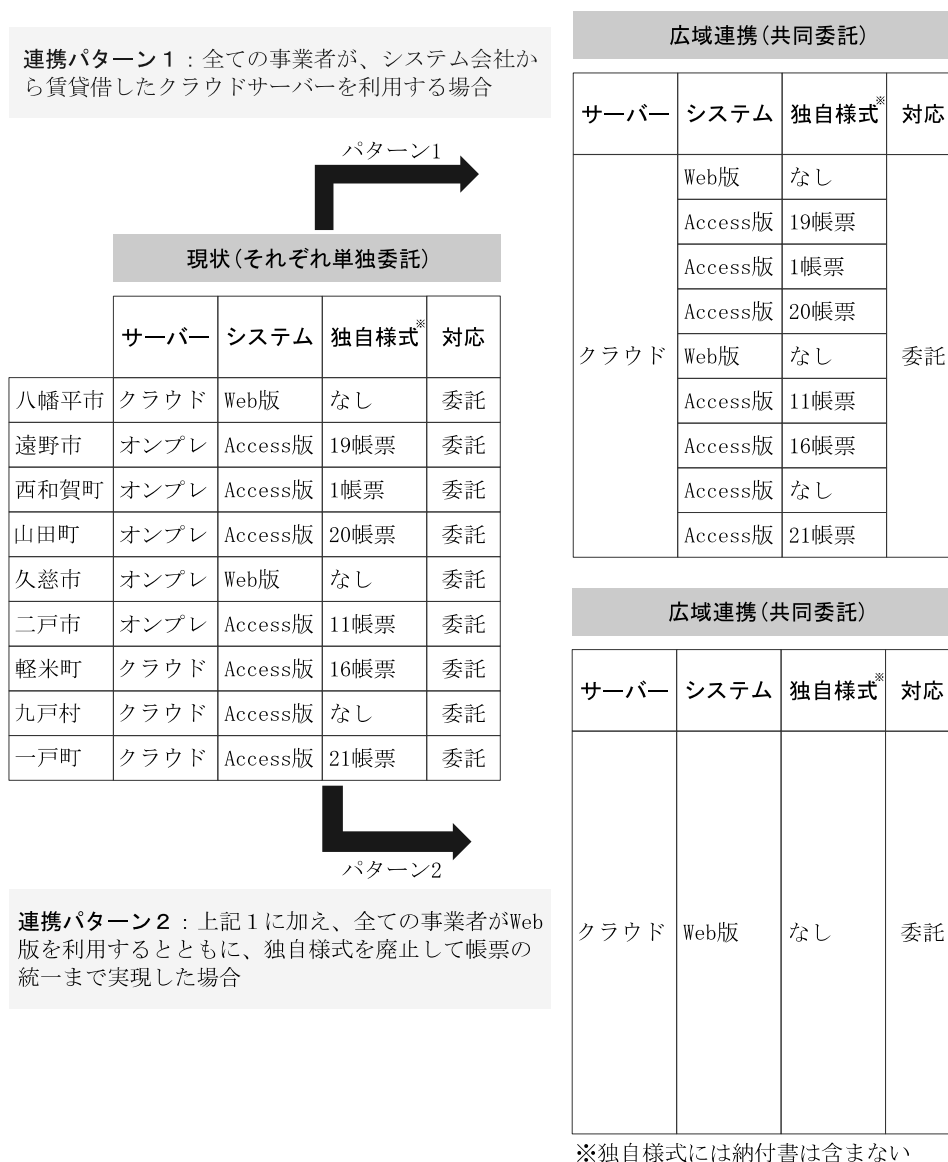 連携パターン１：全ての事業者が、システム会社か
ら賃貸借したクラウドサーバーを利用する場合
パターン1
現状(それぞれ単独委託)
サーバー システム 独自様式※ 対応
八幡平市 クラウド Web版 なし 委託
遠野市 オンプレ Access版 19帳票 委託
西和賀町 オンプレ Access版 1帳票 委託
山田町 オンプレ Access版 20帳票 委託
久慈市 オンプレ Web版 なし 委託
二戸市 オンプレ Access版 11帳票 委託
軽米町 クラウド Access版 16帳票 委託
九戸村 クラウド Access版 なし 委託
一戸町 クラウド Access版 21帳票 委託
パターン2
連携パターン２：上記１に加え、全ての事業者がWeb
版を利用するとともに、独自様式を廃止して帳票の
統一まで実現した場合
広域連携(共同委託)
サーバー システム 独自様式※ 対応
Web版 なし
Access版 19帳票
Access版 1帳票
Access版 20帳票
クラウド Web版 なし 委託
Access版 11帳票
Access版 16帳票
Access版 なし
Access版 21帳票
広域連携(共同委託)
サーバー システム 独自様式※ 対応
クラウド Web版 なし 委託
※独自様式には納付書は含まない